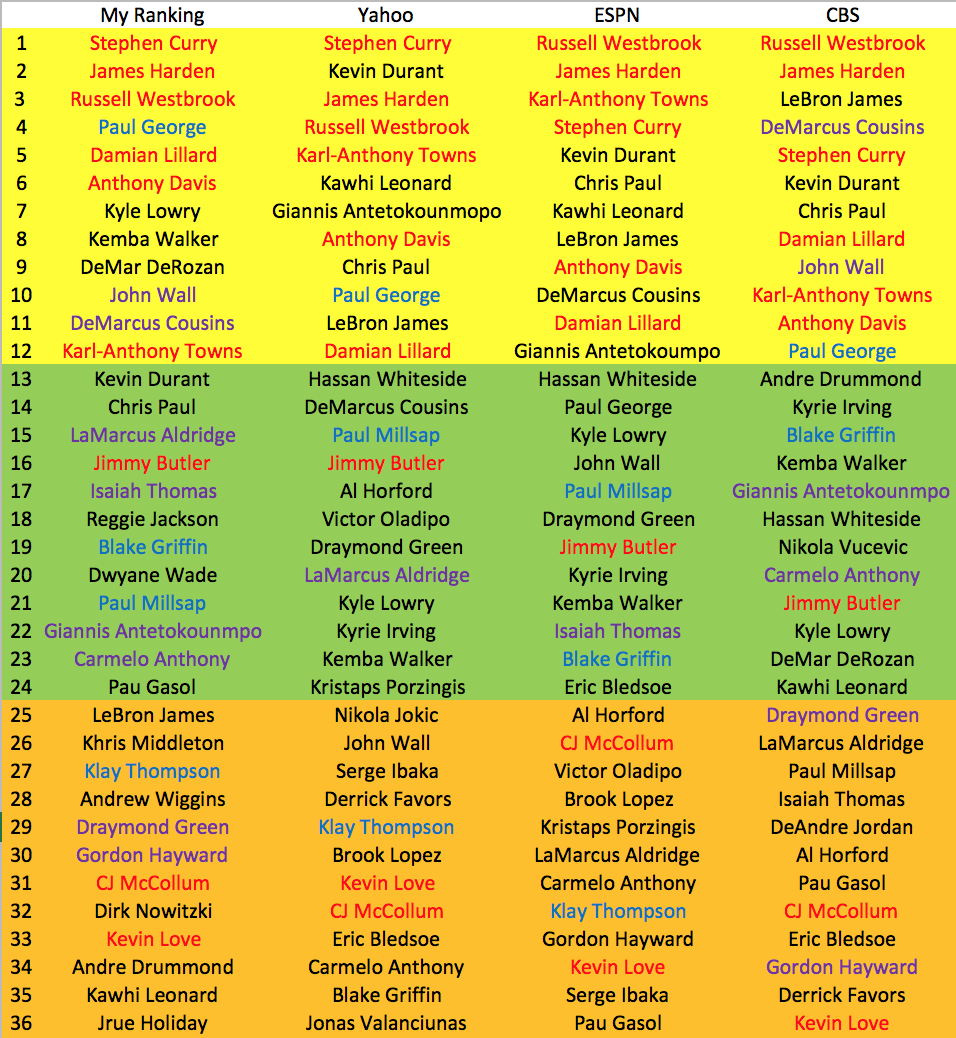 My Ranking Yahoo ESPN CBS
1 Stephen Curry Stephen Curry Russell Westbrook Russell Westbrook
2 James Harden Kevin Durant James Harden James Harden
3 Russell Westbrook James Harden Karl-Anthony Towns LeBron James
4 Paul George Russell Westbrook Stephen Curry DeMarcus Cousins
5 Damian Lillard Karl-Anthony Towns Kevin Durant Stephen Curry
6 Anthony Davis Kawhi Leonard Chris Paul Kevin Durant
7 Kyle Lowry Giannis Antetokounmopo Kawhi Leonard Chris Paul
8 Kemba Walker Anthony Davis LeBron James Damian Lillard
9 DeMar DeRozan Chris Paul Anthony Davis John Wall
10 John Wall Paul George DeMarcus Cousins Karl-Anthony Towns
11 DeMarcus Cousins LeBron James Damian Lillard Anthony Davis
12 Karl-Anthony Towns Damian Lillard Giannis Antetokoumpo Paul George
13 Kevin Durant Hassan Whiteside Hassan Whiteside Andre Drummond
14 Chris Paul DeMarcus Cousins Paul George Kyrie Irving
15 LaMarcus Aldridge Paul Millsap Kyle Lowry Blake Griffin
16 Jimmy Butler Jimmy Butler John Wall Kemba Walker
17 Isaiah Thomas Al Horford Paul Millsap Giannis Antetokounmpo
18 Reggie Jackson Victor Oladipo Draymond Green Hassan Whiteside
19 Blake Griffin Draymond Green Jimmy Butler Nikola Vucevic
20 Dwyane Wade LaMarcus Aldridge Kyrie Irving Carmelo Anthony
21 Paul Millsap Kyle Lowry Kemba Walker Jimmy Butler
22 Giannis Antetokounmpo Kyrie Irving Isaiah Thomas Kyle Lowry
23 Carmelo Anthony Kemba Walker Blake Griffin DeMar DeRozan
24 Pau Gasol Kristaps Porzingis Eric Bledsoe Kawhi Leonard
25 LeBron James Nikola Jokic Al Horford Draymond Green
26 Khris Middleton John Wall CJ McCollum LaMarcus Aldridge
27 Klay Thompson Serge Ibaka Victor Oladipo Paul Millsap
28 Andrew Wiggins Derrick Favors Brook Lopez Isaiah Thomas
29 Draymond Green Klay Thompson Kristaps Porzingis DeAndre Jordan
30 Gordon Hayward Brook Lopez LaMarcus Aldridge Al Horford
31 CJ McCollum Kevin Love Carmelo Anthony Pau Gasol
32 Dirk Nowitzki CJ McCollum Klay Thompson CJ McCollum
33 Kevin Love Eric Bledsoe Gordon Hayward Eric Bledsoe
34 Andre Drummond Carmelo Anthony Kevin Love Gordon Hayward
35 Kawhi Leonard Blake Griffin Serge Ibaka Derrick Favors
36 Jrue Holiday Jonas Valanciunas Pau Gasol Kevin Love